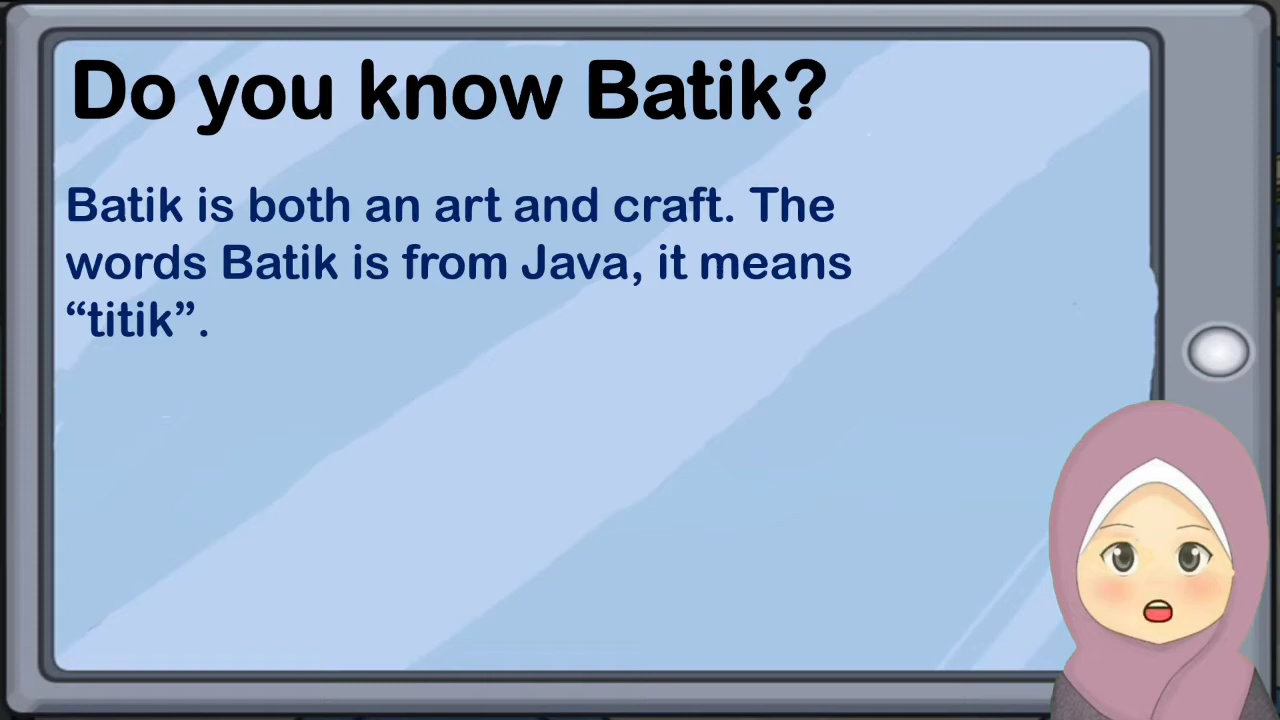 Do you know Batik?
Batik is both an art and craft. The
words Batik is from Java, it means
“titik”.